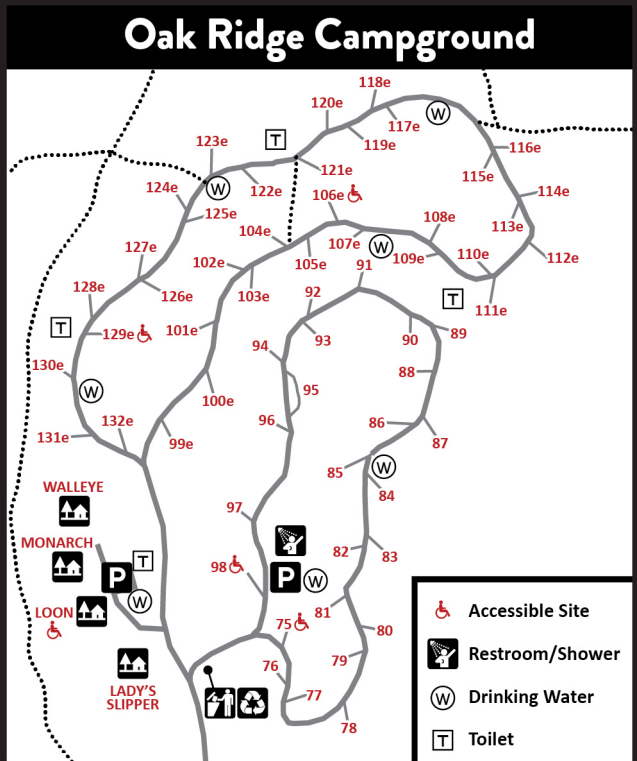 Oak Ridge Campground
118e
120e
W
117e
123e
T
119e
116e
121e
115e
124e
W
122e
106e
114e
125e
113e
104e
108e
127e
107e
W
112e
102e
105e
109e
110e
91
128e
126e
103e
92
T
111e
T
129e
101e
93
90
89
94
130e
88
W
95
100e
132e
96
86
131e
99e
87
85
W
WALLEYE
84
97
MONARCH
82
83
T
98
P
P
W
LOON
W
81
75
80
79
76
LADY'S
SLIPPER
77
78
Accessible Site
Restroom/Shower
W Drinking Water
T Toilet